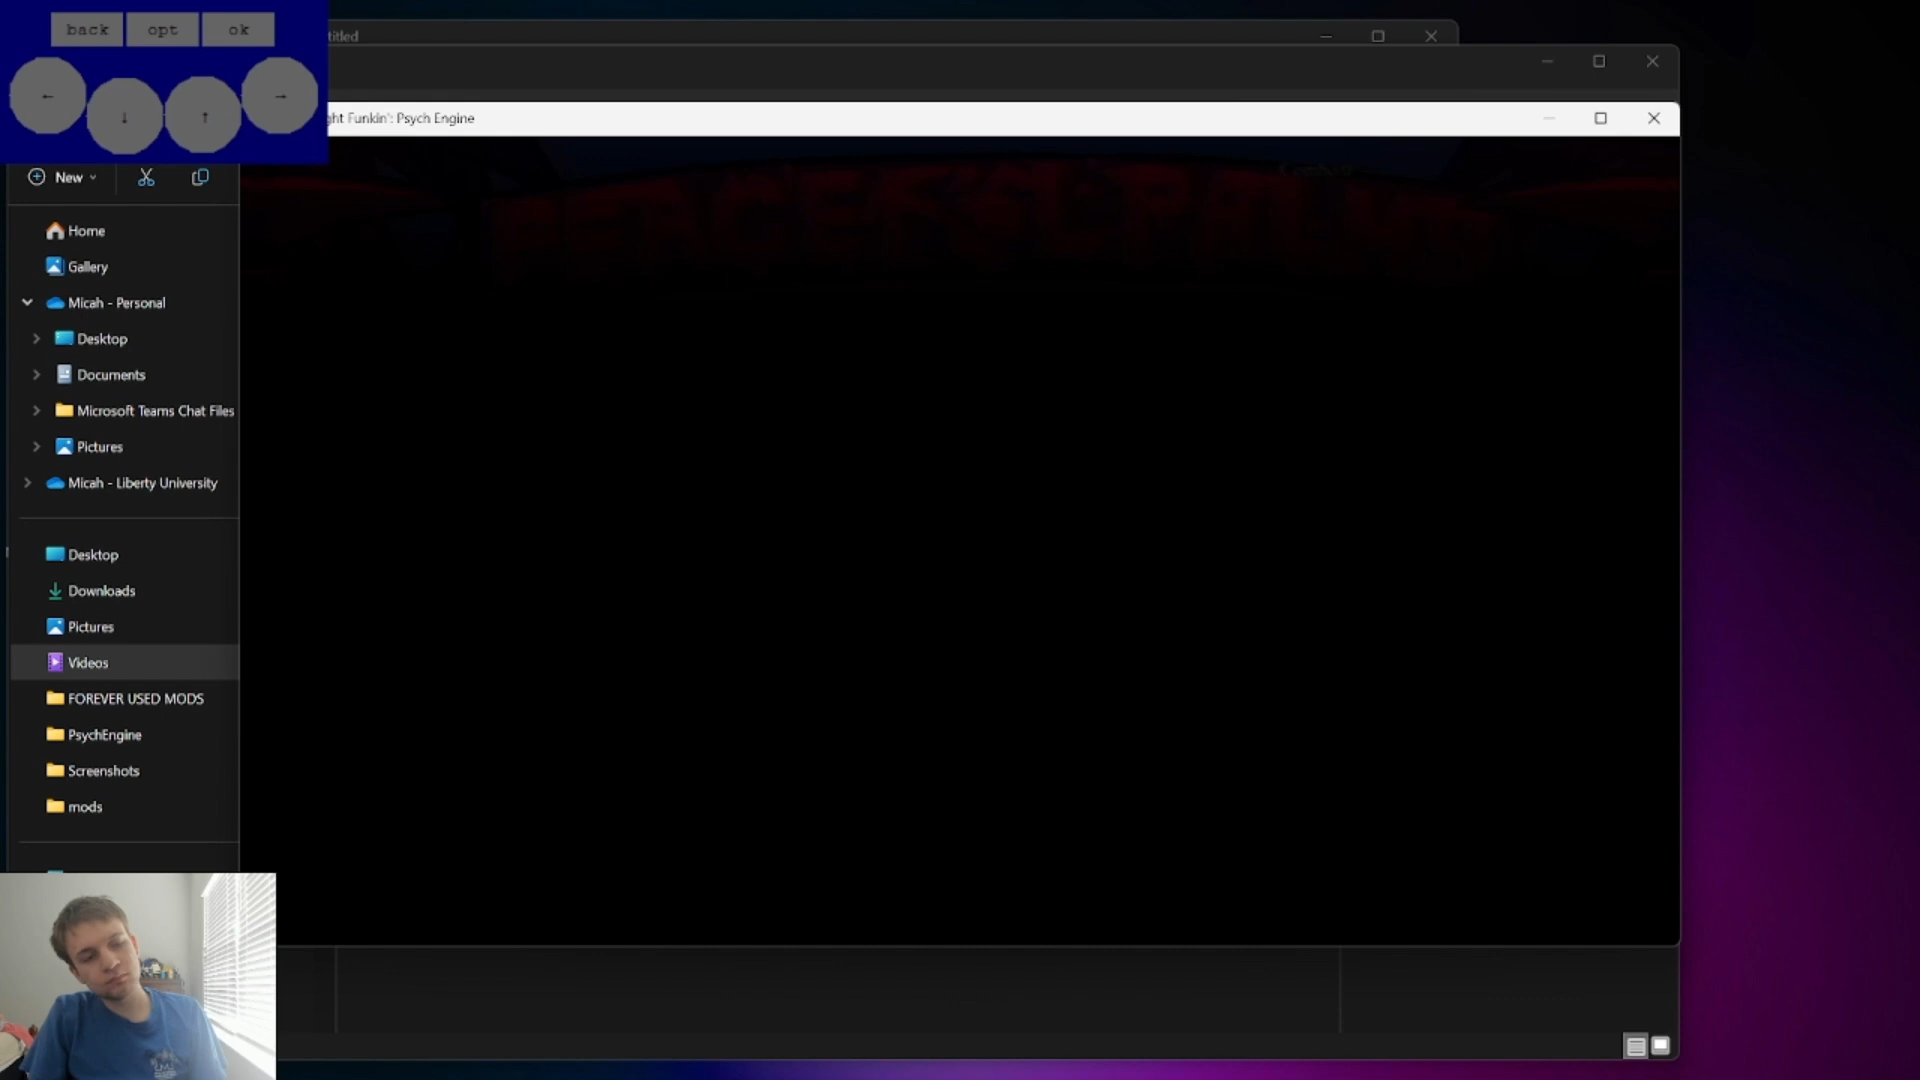 back opt ok
← ↓ ↑ →
titled
ght Funkin': Psych Engine
New
Home
Gallery
Micah - Personal
Desktop
Documents
Microsoft Teams Chat Files
Pictures
Micah - Liberty University
Desktop
Downloads
Pictures
Videos
FOREVER USED MODS
PsychEngine
Screenshots
mods